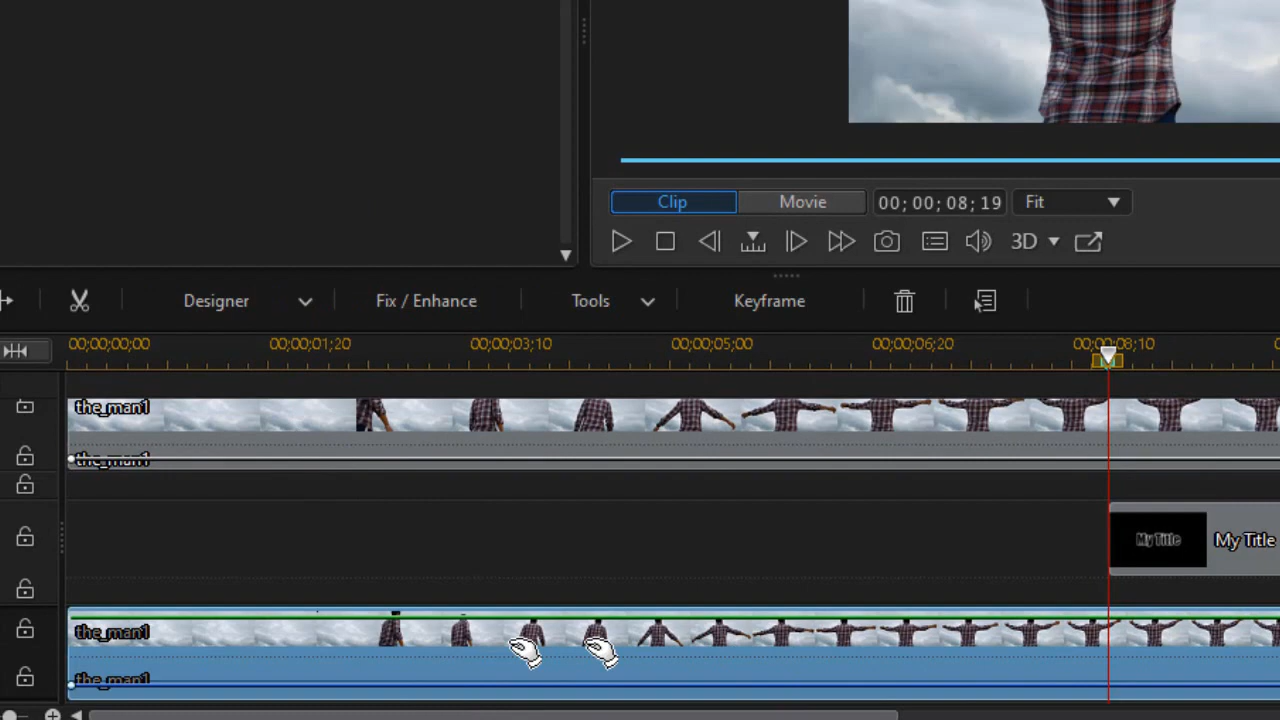 Clip
Movie
00; 00; 08; 19
Fit
3D
Designer
Fix / Enhance
Tools
Keyframe
00;00;00;00
00;00;01;20
00;00;03;10
00;00;05;00
00;00;06;20
00;00;08;10
the_man1
the_man1
My Title
My Title
the_man1
the_man1